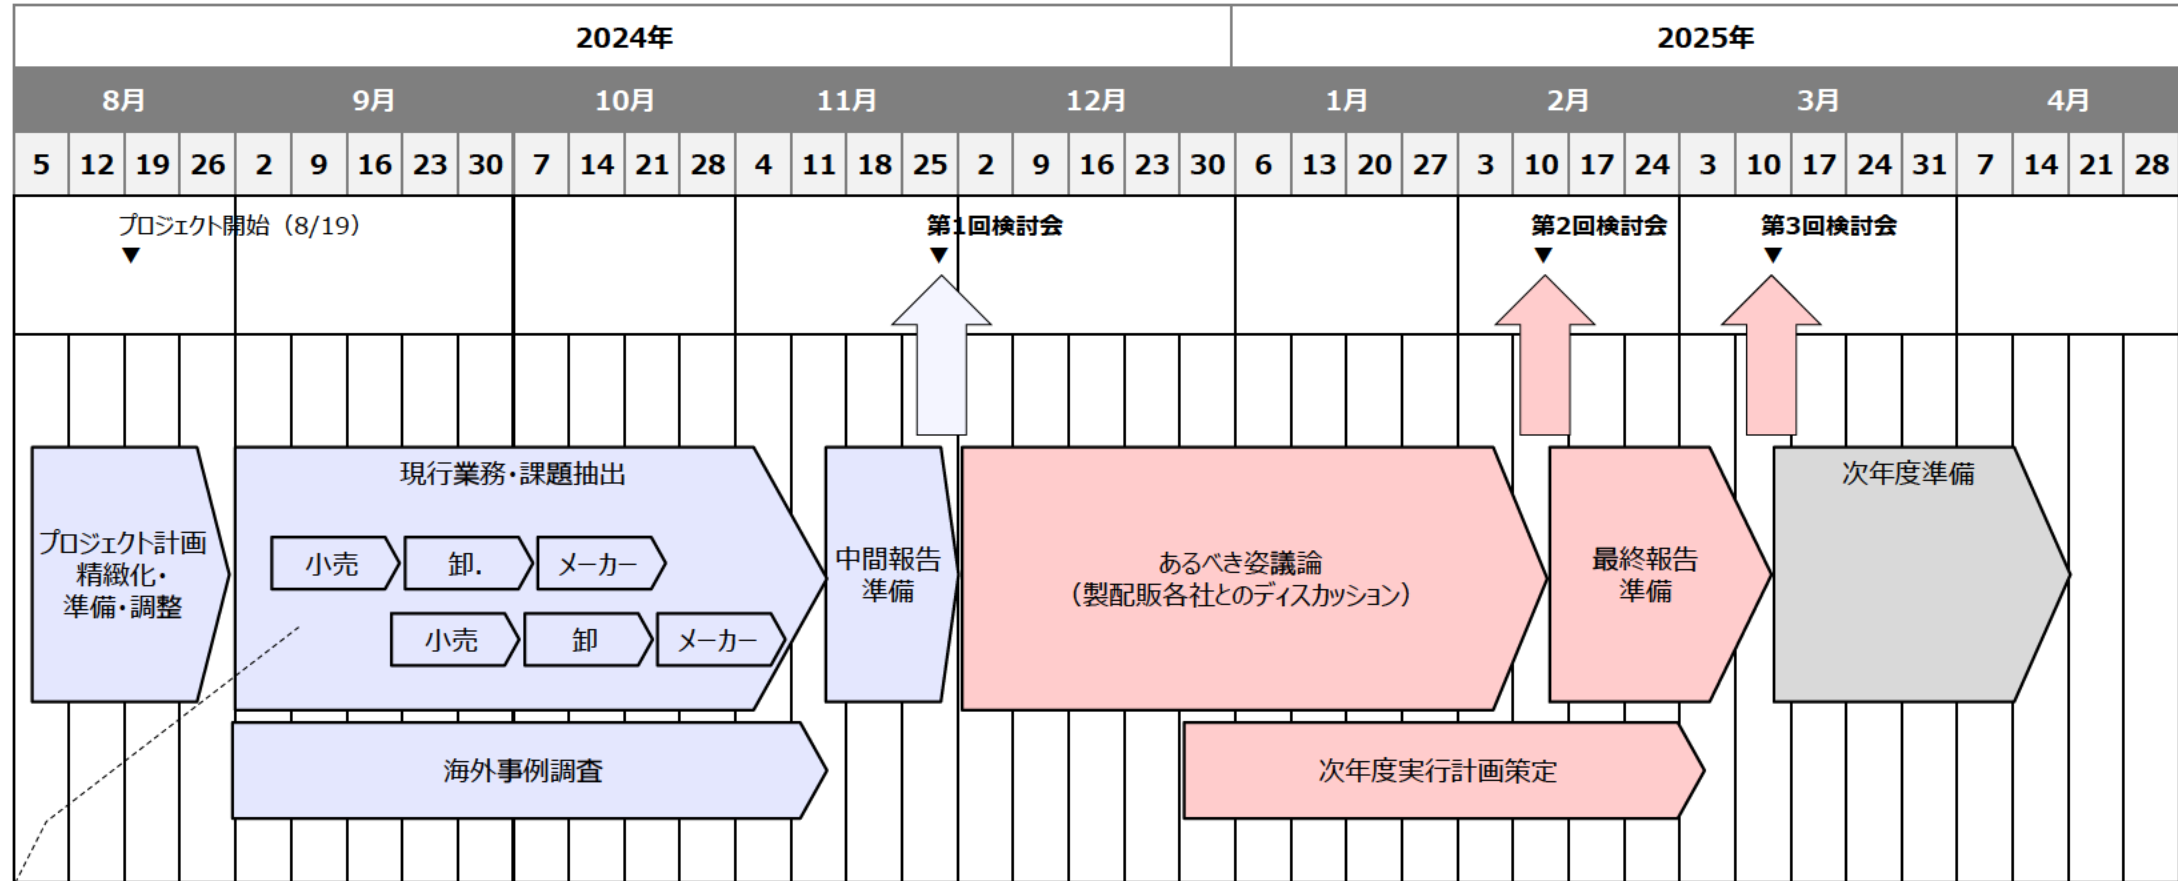 2024年 2025年
8月 9月 10月 11月 12月 1月 2月 3月 4月
5 12 19 26 2 9 16 23 30 7 14 21 28 4 11 18 25 2 9 16 23 30 6 13 20 27 3 10 17 24 3 10 17 24 31 7 14 21 28
プロジェクト開始（8/19） 第1回検討会 第2回検討会 第3回検討会
▼ ▼ ▼ ▼
プロジェクト計画
精緻化・
準備・調整
現行業務・課題抽出
小売 卸. メーカー
小売 卸 メーカー
海外事例調査
中間報告
準備
あるべき姿議論
（製配販各社とのディスカッション）
次年度実行計画策定
最終報告
準備
次年度準備